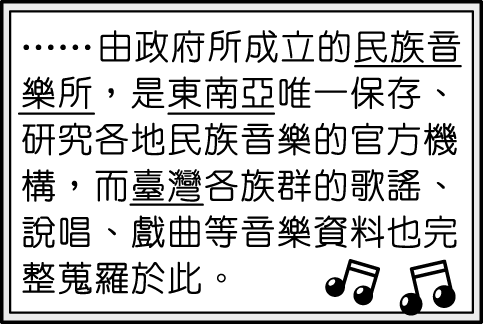 ……由政府所成立的民族音
樂所，是東南亞唯一保存、
研究各地民族音樂的官方機
構，而臺灣各族群的歌謠、
說唱、戲曲等音樂資料也完
整蒐羅於此。